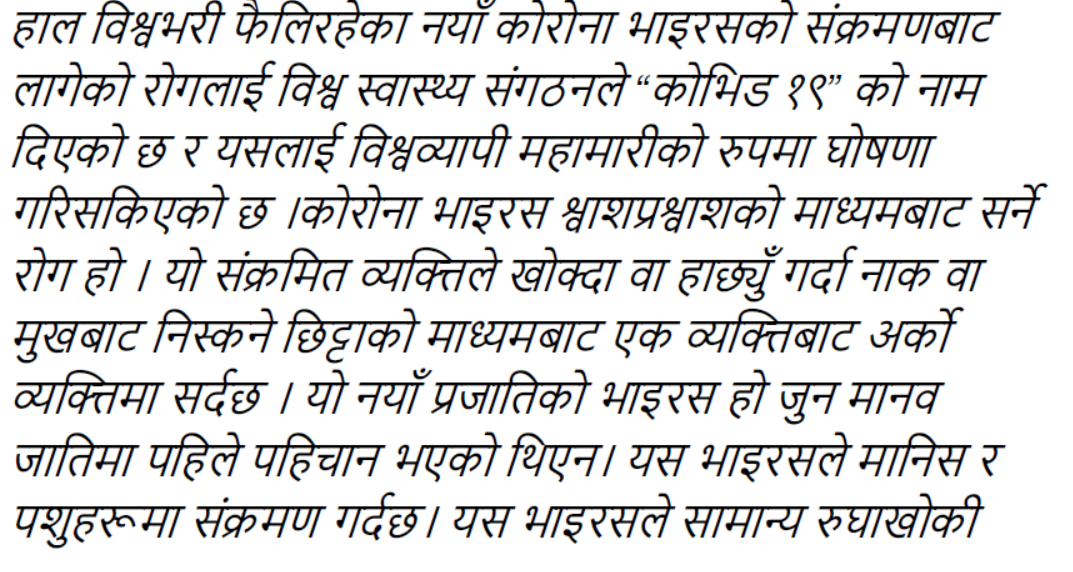 हाल विश्वभरी फैलिरहेका नयाँ कोरोना भाइरसको संक्रमणबाट
लागेको रोगलाई विश्व स्वास्थ्य संगठनले “कोभिड १९” को नाम
दिएको छ र यसलाई विश्वव्यापी महामारीको रुपमा घोषणा
गरिसकिएको छ ।कोरोना भाइरस श्वाशप्रश्वाशको माध्यमबाट सर्ने
रोग हो । यो संक्रमित व्यक्तिले खोक्दा वा हाछ्युँ गर्दा नाक वा
मुखबाट निस्कने छिट्टाको माध्यमबाट एक व्यक्तिबाट अर्को
व्यक्तिमा सर्दछ । यो नयाँ प्रजातिको भाइरस हो जुन मानव
जातिमा पहिले पहिचान भएको थिएन। यस भाइरसले मानिस र
पशुहरूमा संक्रमण गर्दछ। यस भाइरसले सामान्य रुघाखोकी